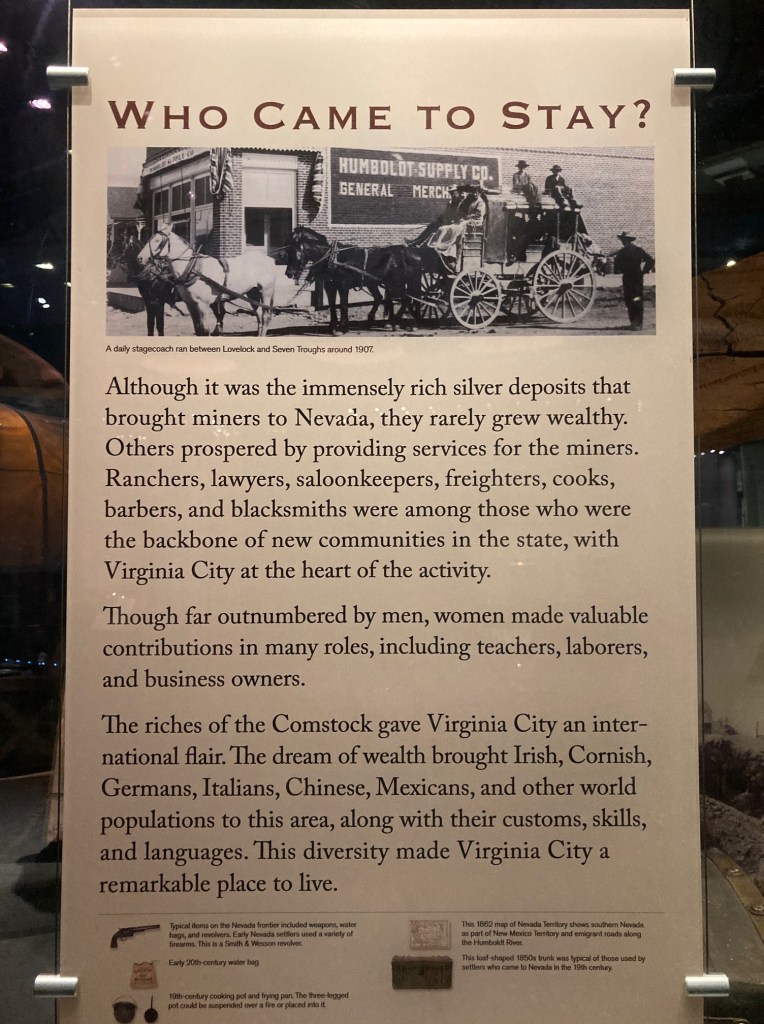 WHO CAME TO STAY?
HUMBOLDT SUPPLY CO
HUMBOLDT-SUPPLY CO.
GENERAL MERCH
A daily stagecoach ran between Lovelock and Seven Troughs around 1907.
Although it was the immensely rich silver deposits that
brought miners to Nevada, they rarely grew wealthy.
Others prospered by providing services for the miners.
Ranchers, lawyers, saloonkeepers, freighters, cooks,
barbers, and blacksmiths were among those who were
the backbone of new communities in the state, with
Virginia City at the heart of the activity.
Though far outnumbered by men, women made valuable
contributions in many roles, including teachers, laborers,
and business owners.
The riches of the Comstock gave Virginia City an inter-
national flair. The dream of wealth brought Irish, Cornish,
Germans, Italians, Chinese, Mexicans, and other world
populations to this area, along with their customs, skills,
and languages. This diversity made Virginia City a
remarkable place to live.
Typical items on the Nevada frontier included weapons, water
bags, and revolvers. Early Nevada settlers used a variety of
firearms. This is a Smith & Wesson revolver.
Early 20th-century water bag
19th-century cooking pot and frying pan. The three-legged
pot could be suspended over a fire or placed into it.
This 1862 map of Nevada Territory shows southern Nevada
as part of New Mexico Territory and emigrant roads along
the Humboldt River.
This loaf-shaped 1850s trunk was typical of those used by
settlers who came to Nevada in the 19th century.